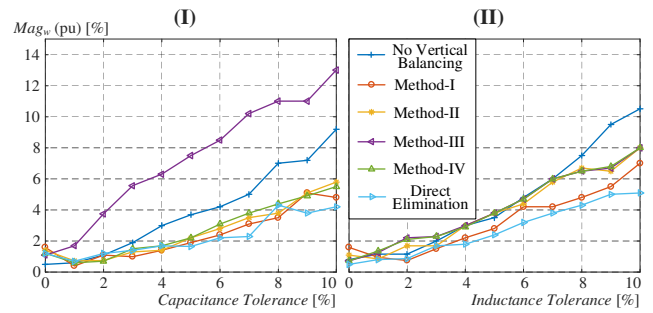 (I)
(II)
Mag_w (pu) [%]
14
12
10
8
6
4
2
0
0 2 4 6 8 10
Capacitance Tolerance [%]
No Vertical
Balancing
Method-I
Method-II
Method-III
Method-IV
Direct
Elimination
0 2 4 6 8 10
Inductance Tolerance [%]